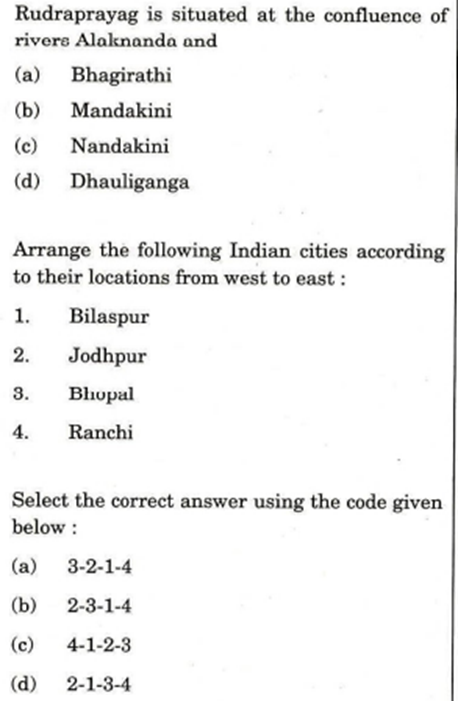 Rudraprayag is situated at the confluence of
rivers Alaknanda and
(a) Bhagirathi
(b) Mandakini
(c) Nandakini
(d) Dhauliganga
Arrange the following Indian cities according
to their locations from west to east :
1. Bilaspur
2. Jodhpur
3. Bhopal
4. Ranchi
Select the correct answer using the code given
below :
(a) 3-2-1-4
(b) 2-3-1-4
(c) 4-1-2-3
(d) 2-1-3-4